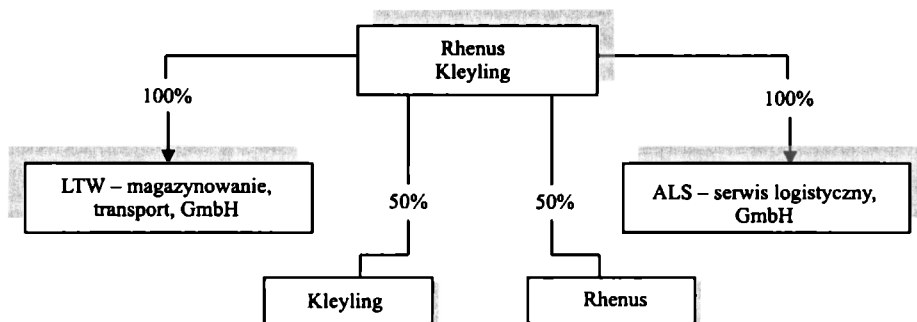 Rhenus
Kleyling
100%
100%
LTW – magazynowanie,
transport, GmbH
50%
50%
ALS – serwis logistyczny,
GmbH
Kleyling
Rhenus